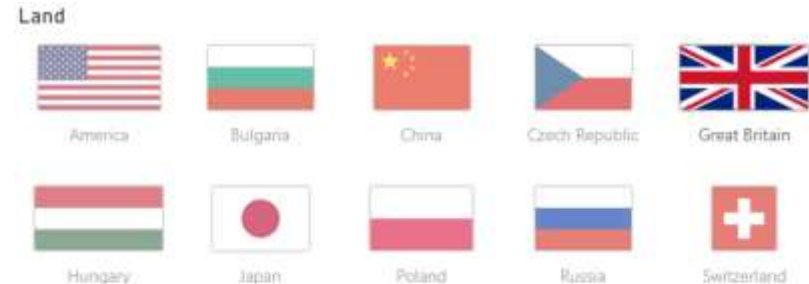 Land
America Bulgaria China Czech Republic Great Britain
Hungary Japan Poland Russia Switzerland